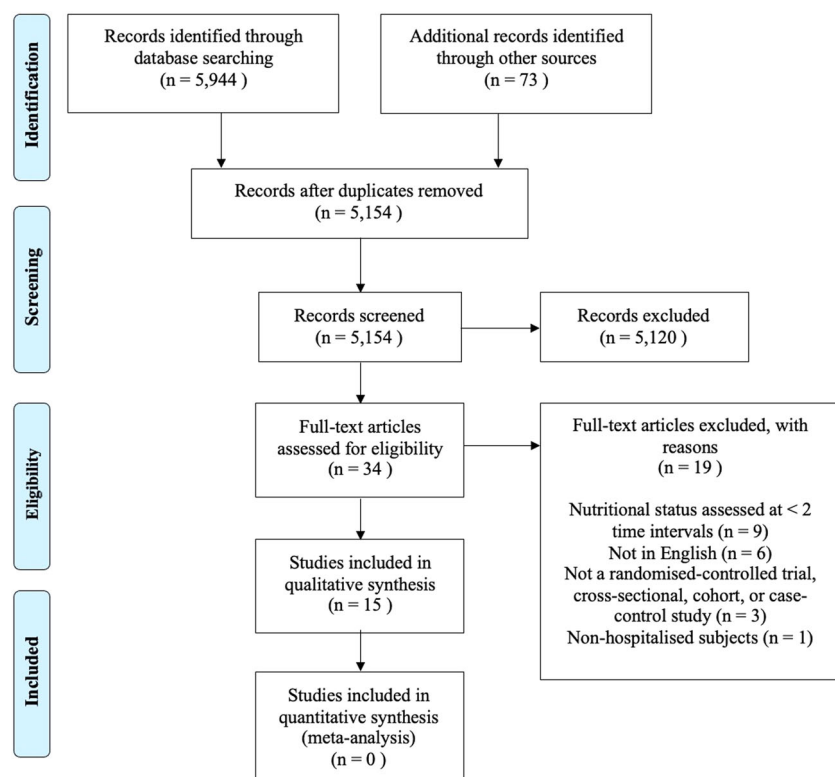 Identification
Records identified through
database searching
(n = 5,944 )
Additional records identified
through other sources
(n = 73 )
Records after duplicates removed
(n = 5,154 )
Screening
Records screened
(n = 5,154 )
Records excluded
(n = 5,120 )
Eligibility
Full-text articles
assessed for eligibility
(n = 34 )
Full-text articles excluded, with
reasons
(n = 19 )
Nutritional status assessed at < 2
time intervals (n = 9)
Not in English (n = 6)
Not a randomised-controlled trial,
cross-sectional, cohort, or case-
control study (n = 3)
Non-hospitalised subjects (n = 1)
Studies included in
qualitative synthesis
(n = 15 )
Included
Studies included in
quantitative synthesis
(meta-analysis)
(n = 0 )